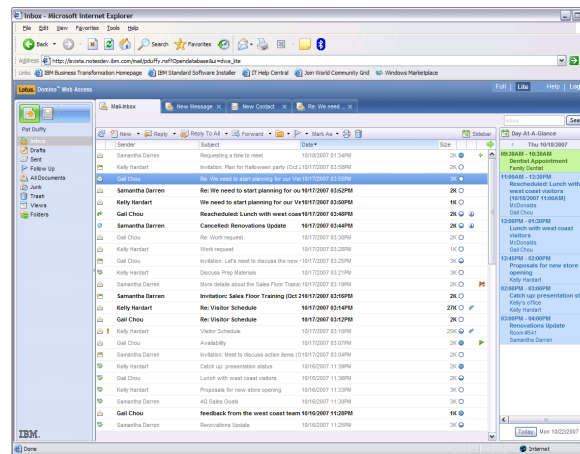 Inbox - Microsoft Internet Explorer
File Edit View Favorites Tools Help
Back Search Favorites
Address http://lavista.notesdev.ibm.com/mail/pduffy.nsf?Opendatabase&ui=dwa_lite
Links IBM Business Transformation Homepage IBM Standard Software Installer IT Help Central Join World Community Grid Windows Marketplace
Lotus. Domino Web Access Full | Lite Help | Log
Mail-Inbox New Message New Contact Re: We need ...
Inbox Sea
Pat Duffy
Inbox
Drafts
Sent
Follow Up
All Documents
Junk
Trash
Views
Folders
New Reply Reply To All Forward Mark As Sidebar
Sender Subject Date Size
Samantha Darren Requesting a time to meet 10/18/2007 01:34PM 2K
Kelly Hardart Invitation: Plan for Halloween party (Oct 2 10/17/2007 03:58PM 2K
Gail Chou Re: We need to start planning for our Ve 10/17/2007 03:55PM 3K
Samantha Darren Re: We need to start planning for ou 10/17/2007 03:52PM 2K
Kelly Hardart We need to start planning for our Ve 10/17/2007 03:50PM 1K
Gail Chou Rescheduled: Lunch with west coas 10/17/2007 03:48PM 2K
Samantha Darren Cancelled: Renovations Update 10/17/2007 03:44PM 2K
Gail Chou Re: Work request 10/17/2007 03:30PM 2K
Kelly Hardart Work request 10/17/2007 03:28PM 1K
Gail Chou Invitation: Let's need to discuss the new 10/17/2007 03:25PM 3K
Kelly Hardart Discuss Prep Materials 10/17/2007 03:21PM 3K
Samantha Darren More details about the Sales Floor Trainin 10/17/2007 03:19PM 2K
Samantha Darren Invitation: Sales Floor Training (Oct 2 10/17/2007 03:16PM 2K
Kelly Hardart Re: Visitor Schedule 10/17/2007 03:14PM 27K
Gail Chou Re: Visitor Schedule 10/17/2007 03:12PM 2K
Kelly Hardart Visitor Schedule 10/17/2007 03:10PM 25K
Gail Chou Availability 10/17/2007 03:07PM 2K
Samantha Darren Invitation: Meet to discuss action items (O 10/17/2007 03:04PM 2K
Kelly Hardart Catch up: presentation status 10/16/2007 11:39PM 2K
Gail Chou Lunch with west coast visitors 10/16/2007 11:36PM 2K
Kelly Hardart Proposals for new store opening 10/16/2007 11:33PM 3K
Samantha Darren 4Q Sales Goals 10/16/2007 11:30PM 3K
Gail Chou feedback from the west coast team 10/16/2007 11:28PM 1K
Samantha Darren Renovations Update 10/16/2007 11:25PM 3K
Day-At-A-Glance
Thu 10/18/2007
09:30AM - 10:30AM
Dentist Appointment
Family Dentist
11:00AM - 12:30PM
Rescheduled: Lunch with
west coast visitors
(10/18/2007 11:00AM)
McDonalds
Gail Chou
12:00PM - 01:30PM
Lunch with west coast
visitors
McDonalds
Gail Chou
12:45PM - 02:00PM
Proposals for new store
opening
Kelly Hardart
02:00PM - 03:00PM
Catch up: presentation st
Kelly's office
Kelly Hardart
03:00PM - 04:00PM
Renovations Update
Room #541
Samantha Darren
Today Mon 10/22/2007
IBM
Done Internet